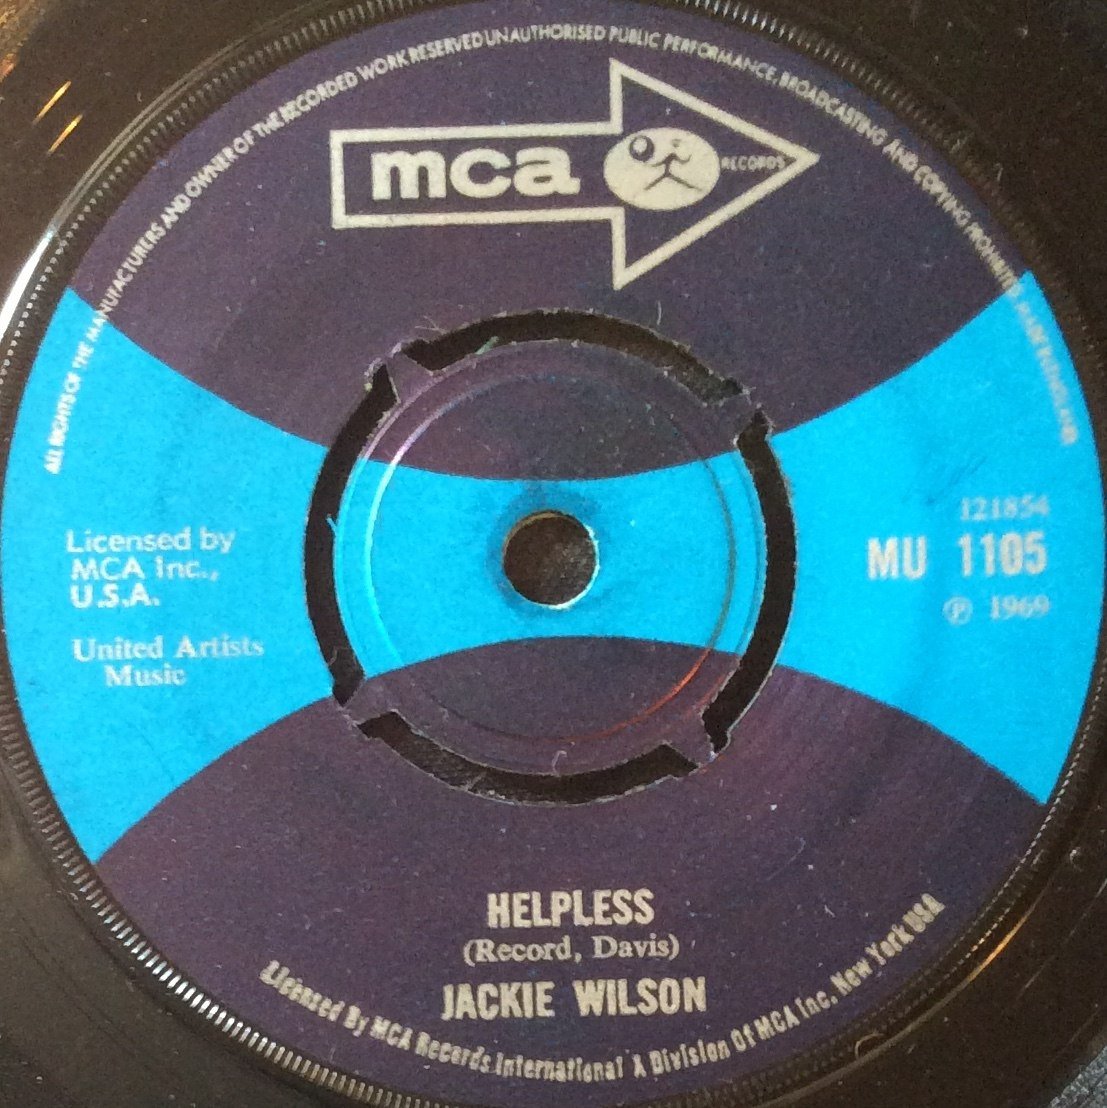 ALL RIGHTS OF THE MANUFACTURERS AND OWNER OF THE RECORDED WORK RESERVED UNAUTHORISED PUBLIC PERFORMANCE, BROADCASTING AND COPYING PROHIBITED
mca
RECORDS
121854
MU 1105
℗ 1969
Licensed by
MCA Inc.,
U.S.A.
United Artists
Music
HELPLESS
(Record, Davis)
JACKIE WILSON
Licensed By MCA Records International A Division Of MCA Inc, New York USA